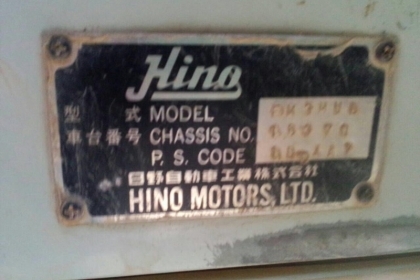 Hino
型 式 MODEL
車台番号 CHASSIS NO.
P. S. CODE
日野自動車工業株式会社
HINO MOTORS, LTD.